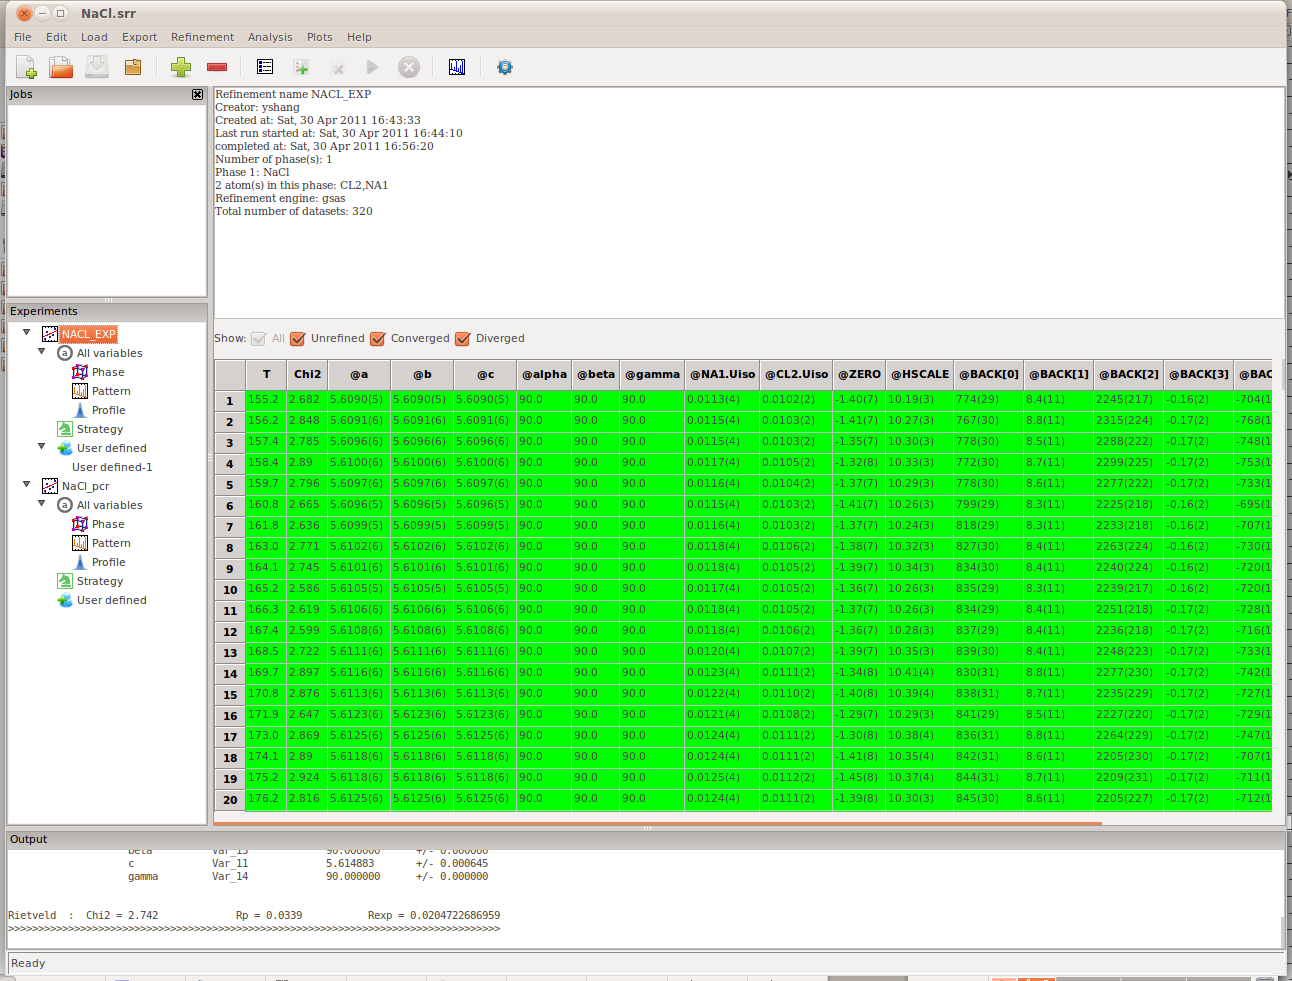 NaCl.srr
File Edit Load Export Refinement Analysis Plots Help
Jobs
Refinement name NACL_EXP
Creator: yshang
Created at: Sat, 30 Apr 2011 16:43:33
Last run started at: Sat, 30 Apr 2011 16:44:10
completed at: Sat, 30 Apr 2011 16:56:20
Number of phase(s): 1
Phase 1: NaCl
2 atom(s) in this phase: CL2,NA1
Refinement engine: gsas
Total number of datasets: 320
Experiments
NACL_EXP
a All variables
Phase
Pattern
Profile
Strategy
User defined
User defined-1
NaCl_pcr
a All variables
Phase
Pattern
Profile
Strategy
User defined
Show: All Unrefined Converged Diverged
T Chi2 @a @b @c @alpha @beta @gamma @NA1.Uiso @CL2.Uiso @ZERO @HSCALE @BACK[0] @BACK[1] @BACK[2] @BACK[3] @BAC
1 155.2 2.682 5.6090(5) 5.6090(5) 5.6090(5) 90.0 90.0 90.0 0.0113(4) 0.0102(2) -1.40(7) 10.19(3) 774(29) 8.4(11) 2245(217) -0.16(2) -704(1
2 156.2 2.848 5.6091(6) 5.6091(6) 5.6091(6) 90.0 90.0 90.0 0.0115(4) 0.0103(2) -1.41(7) 10.27(3) 767(30) 8.8(11) 2315(224) -0.17(2) -768(1
3 157.4 2.785 5.6096(6) 5.6096(6) 5.6096(6) 90.0 90.0 90.0 0.0115(4) 0.0103(2) -1.35(7) 10.30(3) 778(30) 8.5(11) 2288(222) -0.17(2) -748(1
4 158.4 2.89 5.6100(6) 5.6100(6) 5.6100(6) 90.0 90.0 90.0 0.0117(4) 0.0105(2) -1.32(8) 10.33(3) 772(30) 8.7(11) 2299(225) -0.17(2) -753(1
5 159.7 2.796 5.6097(6) 5.6097(6) 5.6097(6) 90.0 90.0 90.0 0.0116(4) 0.0104(2) -1.37(7) 10.29(3) 778(30) 8.6(11) 2277(222) -0.17(2) -733(1
6 160.8 2.665 5.6096(5) 5.6096(5) 5.6096(5) 90.0 90.0 90.0 0.0115(4) 0.0103(2) -1.41(7) 10.26(3) 799(29) 8.3(11) 2225(218) -0.16(2) -695(1
7 161.8 2.636 5.6099(5) 5.6099(5) 5.6099(5) 90.0 90.0 90.0 0.0116(4) 0.0103(2) -1.37(7) 10.24(3) 818(29) 8.3(11) 2233(218) -0.16(2) -707(1
8 163.0 2.771 5.6102(6) 5.6102(6) 5.6102(6) 90.0 90.0 90.0 0.0118(4) 0.0106(2) -1.38(7) 10.32(3) 827(30) 8.4(11) 2263(224) -0.16(2) -730(1
9 164.1 2.745 5.6101(6) 5.6101(6) 5.6101(6) 90.0 90.0 90.0 0.0118(4) 0.0105(2) -1.39(7) 10.34(3) 834(30) 8.4(11) 2240(224) -0.16(2) -720(1
10 165.2 2.586 5.6105(5) 5.6105(5) 5.6105(5) 90.0 90.0 90.0 0.0117(4) 0.0105(2) -1.36(7) 10.26(3) 835(29) 8.3(11) 2239(217) -0.16(2) -720(1
11 166.3 2.619 5.6106(6) 5.6106(6) 5.6106(6) 90.0 90.0 90.0 0.0118(4) 0.0105(2) -1.37(7) 10.26(3) 834(29) 8.4(11) 2251(218) -0.17(2) -728(1
12 167.4 2.599 5.6108(6) 5.6108(6) 5.6108(6) 90.0 90.0 90.0 0.0118(4) 0.0106(2) -1.36(7) 10.28(3) 837(29) 8.4(11) 2236(218) -0.17(2) -716(1
13 168.5 2.722 5.6111(6) 5.6111(6) 5.6111(6) 90.0 90.0 90.0 0.0120(4) 0.0107(2) -1.39(7) 10.35(3) 839(30) 8.4(11) 2248(223) -0.17(2) -733(1
14 169.7 2.897 5.6116(6) 5.6116(6) 5.6116(6) 90.0 90.0 90.0 0.0123(4) 0.0111(2) -1.34(8) 10.41(4) 830(31) 8.8(11) 2277(230) -0.17(2) -742(1
15 170.8 2.876 5.6113(6) 5.6113(6) 5.6113(6) 90.0 90.0 90.0 0.0122(4) 0.0110(2) -1.40(8) 10.39(4) 838(31) 8.7(11) 2235(229) -0.17(2) -727(1
16 171.9 2.647 5.6123(6) 5.6123(6) 5.6123(6) 90.0 90.0 90.0 0.0121(4) 0.0108(2) -1.29(7) 10.29(3) 841(29) 8.5(11) 2227(220) -0.17(2) -729(1
17 173.0 2.869 5.6125(6) 5.6125(6) 5.6125(6) 90.0 90.0 90.0 0.0124(4) 0.0111(2) -1.30(8) 10.38(4) 836(31) 8.8(11) 2264(229) -0.17(2) -747(1
18 174.1 2.89 5.6118(6) 5.6118(6) 5.6118(6) 90.0 90.0 90.0 0.0124(4) 0.0111(2) -1.41(8) 10.35(4) 842(31) 8.6(11) 2205(230) -0.17(2) -707(1
19 175.2 2.924 5.6118(6) 5.6118(6) 5.6118(6) 90.0 90.0 90.0 0.0125(4) 0.0112(2) -1.45(8) 10.37(4) 844(31) 8.7(11) 2209(231) -0.17(2) -711(1
20 176.2 2.816 5.6125(6) 5.6125(6) 5.6125(6) 90.0 90.0 90.0 0.0124(4) 0.0111(2) -1.39(8) 10.30(3) 845(30) 8.6(11) 2205(227) -0.17(2) -712(1
Output
beta Var_13 90.000000 +/- 0.000000
c Var_11 5.614883 +/- 0.000645
gamma Var_14 90.000000 +/- 0.000000
Rietveld : Chi2 = 2.742 Rp = 0.0339 Rexp = 0.0204722686959
>>>>>>>>>>>>>>>>>>>>>>>>>>>>>>>>>>>>>>>>>>>>>>>>>>>>>>>>>>>>>>>>>>>>>>>>>>>>>>>>>>
Ready